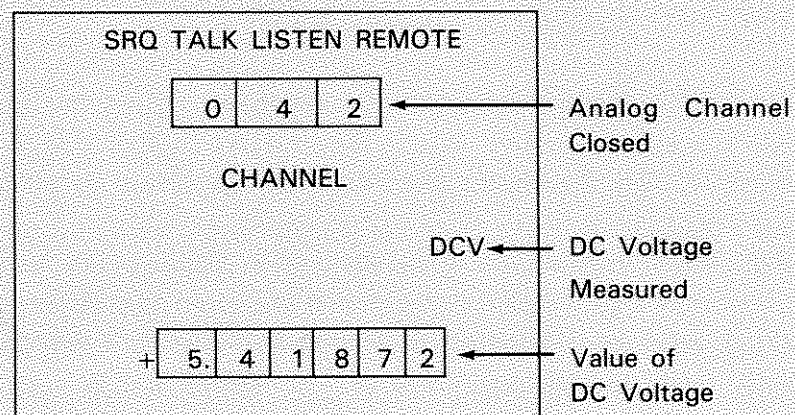 SRQ TALK LISTEN REMOTE
0 4 2
Analog Channel
Closed
CHANNEL
DCV
DC Voltage
Measured
+ 5. 4 1 8 7 2
Value of
DC Voltage